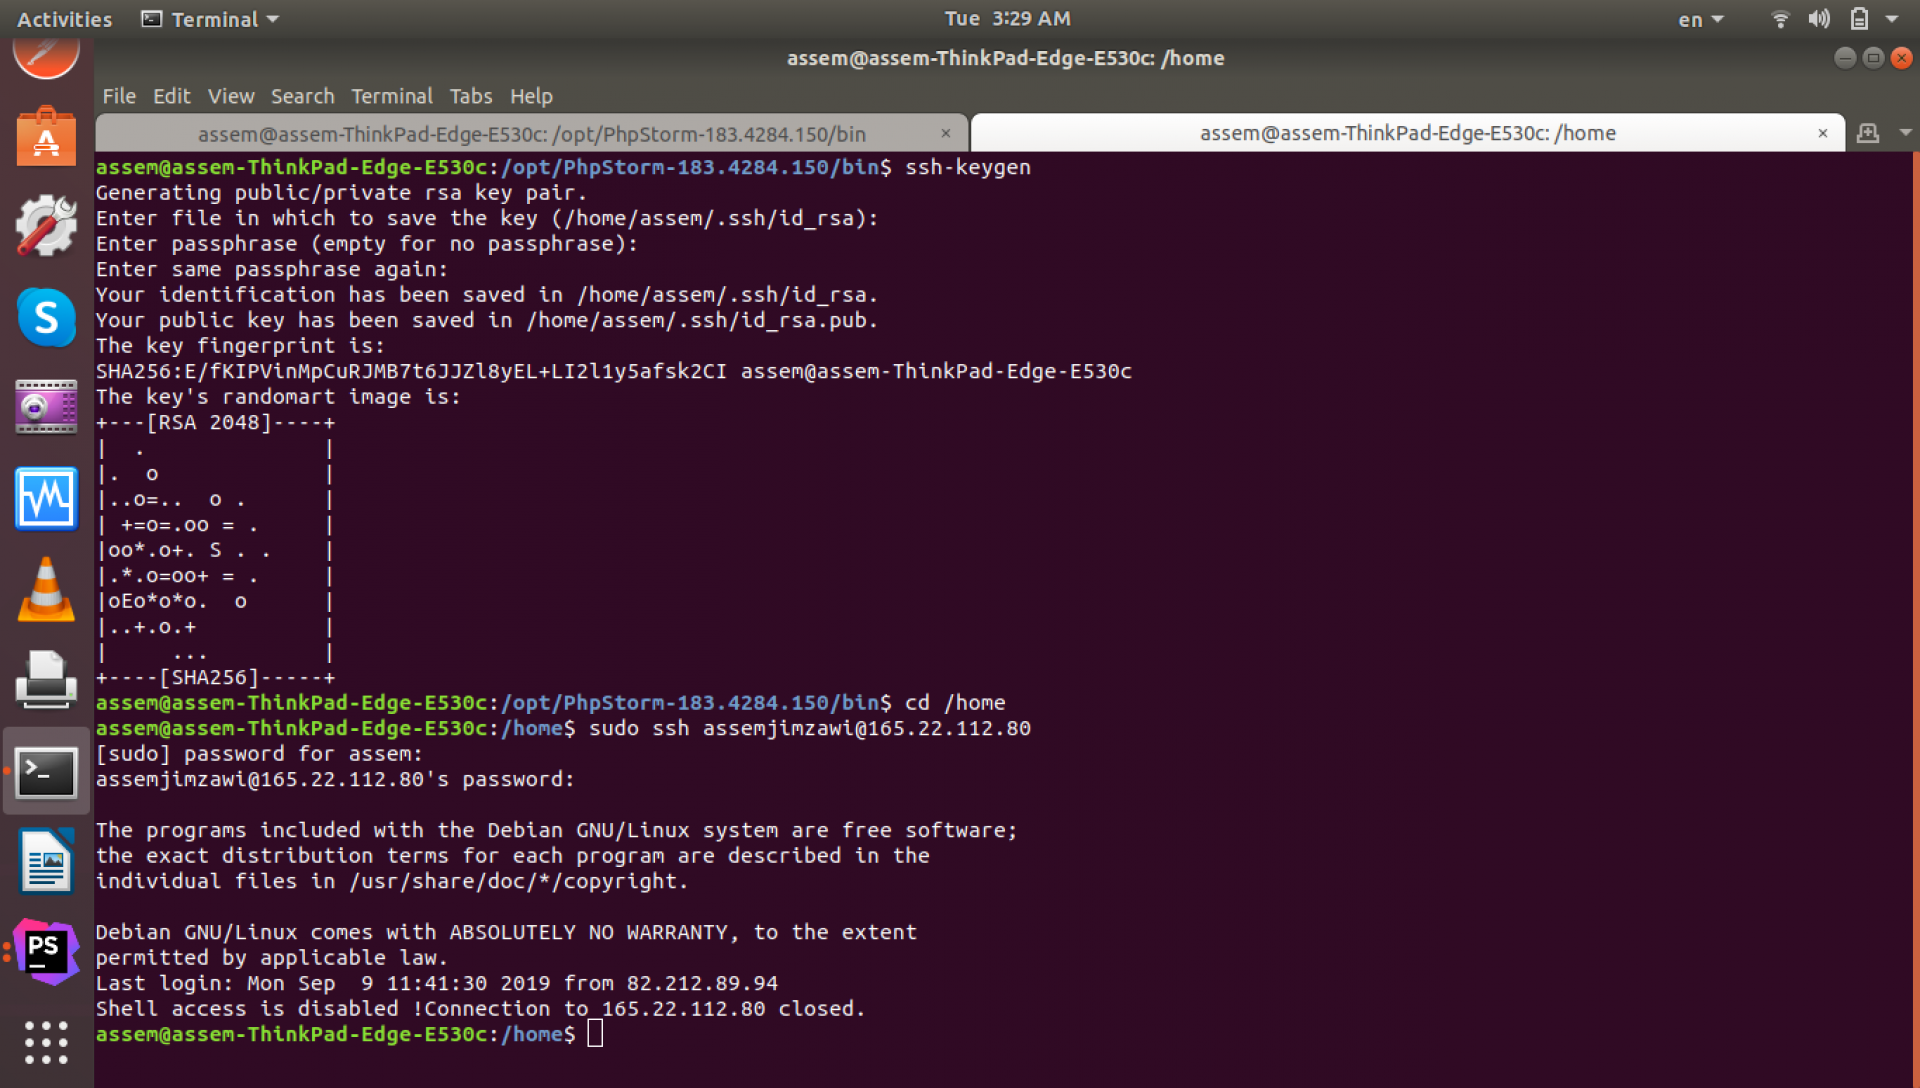 Activities Terminal Tue 3:29 AM en
assem@assem-ThinkPad-Edge-E530c: /home
File Edit View Search Terminal Tabs Help
assem@assem-ThinkPad-Edge-E530c: /opt/PhpStorm-183.4284.150/bin × assem@assem-ThinkPad-Edge-E530c: /home ×
assem@assem-ThinkPad-Edge-E530c:/opt/PhpStorm-183.4284.150/bin$ ssh-keygen
Generating public/private rsa key pair.
Enter file in which to save the key (/home/assem/.ssh/id_rsa):
Enter passphrase (empty for no passphrase):
Enter same passphrase again:
Your identification has been saved in /home/assem/.ssh/id_rsa.
Your public key has been saved in /home/assem/.ssh/id_rsa.pub.
The key fingerprint is:
SHA256:E/fKIPVinMpCuRJMB7t6JJZl8yEL+LI2l1y5afsk2CI assem@assem-ThinkPad-Edge-E530c
The key's randomart image is:
+---[RSA 2048]----+
|  .              |
|.  o             |
|..o=..  o .      |
| +=o=.oo = .     |
|oo*.o+. S . .    |
|.*.o=oo+ = .     |
|oEo*o*o.  o      |
|..+.o.+          |
|     ...         |
+----[SHA256]-----+
assem@assem-ThinkPad-Edge-E530c:/opt/PhpStorm-183.4284.150/bin$ cd /home
assem@assem-ThinkPad-Edge-E530c:/home$ sudo ssh assemjimzawi@165.22.112.80
[sudo] password for assem:
assemjimzawi@165.22.112.80's password:

The programs included with the Debian GNU/Linux system are free software;
the exact distribution terms for each program are described in the
individual files in /usr/share/doc/*/copyright.

Debian GNU/Linux comes with ABSOLUTELY NO WARRANTY, to the extent
permitted by applicable law.
Last login: Mon Sep  9 11:41:30 2019 from 82.212.89.94
Shell access is disabled !Connection to 165.22.112.80 closed.
assem@assem-ThinkPad-Edge-E530c:/home$
A
S
>_
PS